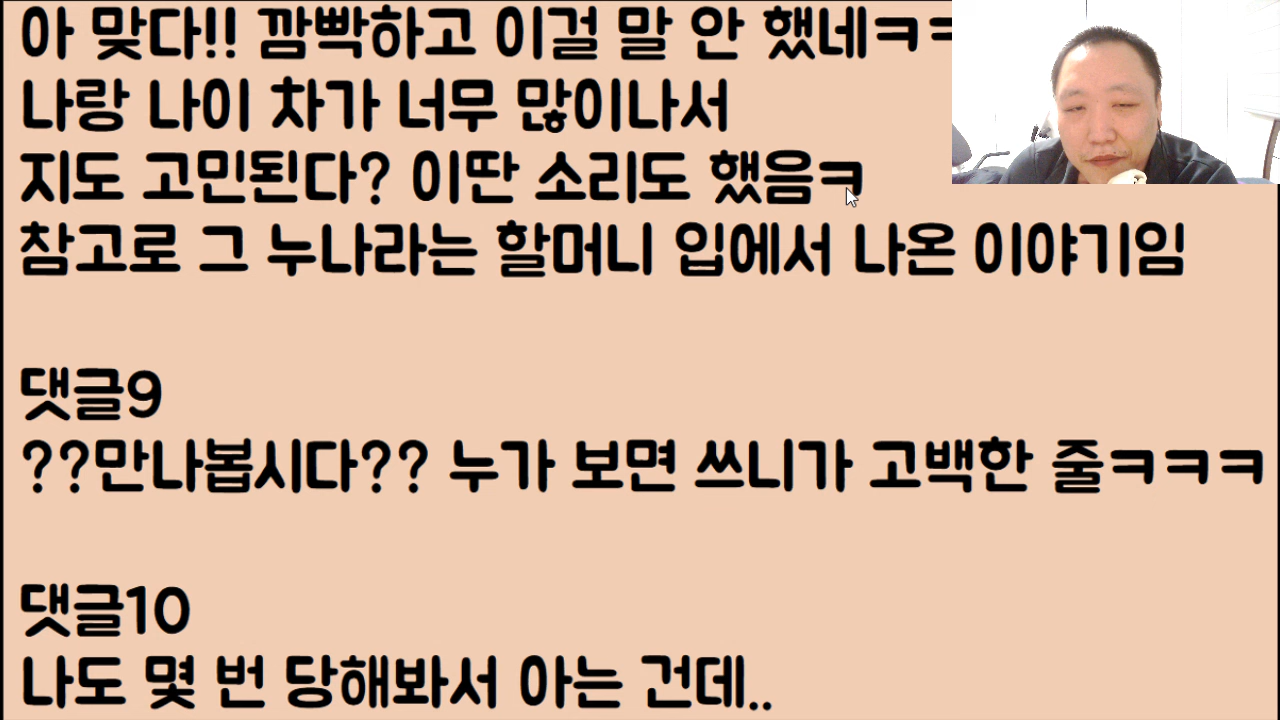 아 맞다!! 깜빡하고 이걸 말 안 했네ㅋㅋ
나랑 나이 차가 너무 많이나서
지도 고민된다? 이딴 소리도 했음ㅋ
참고로 그 누나라는 할머니 입에서 나온 이야기임
댓글9
??만나봅시다?? 누가 보면 쓰니가 고백한 줄ㅋㅋㅋ
댓글10
나도 몇 번 당해봐서 아는 건데..